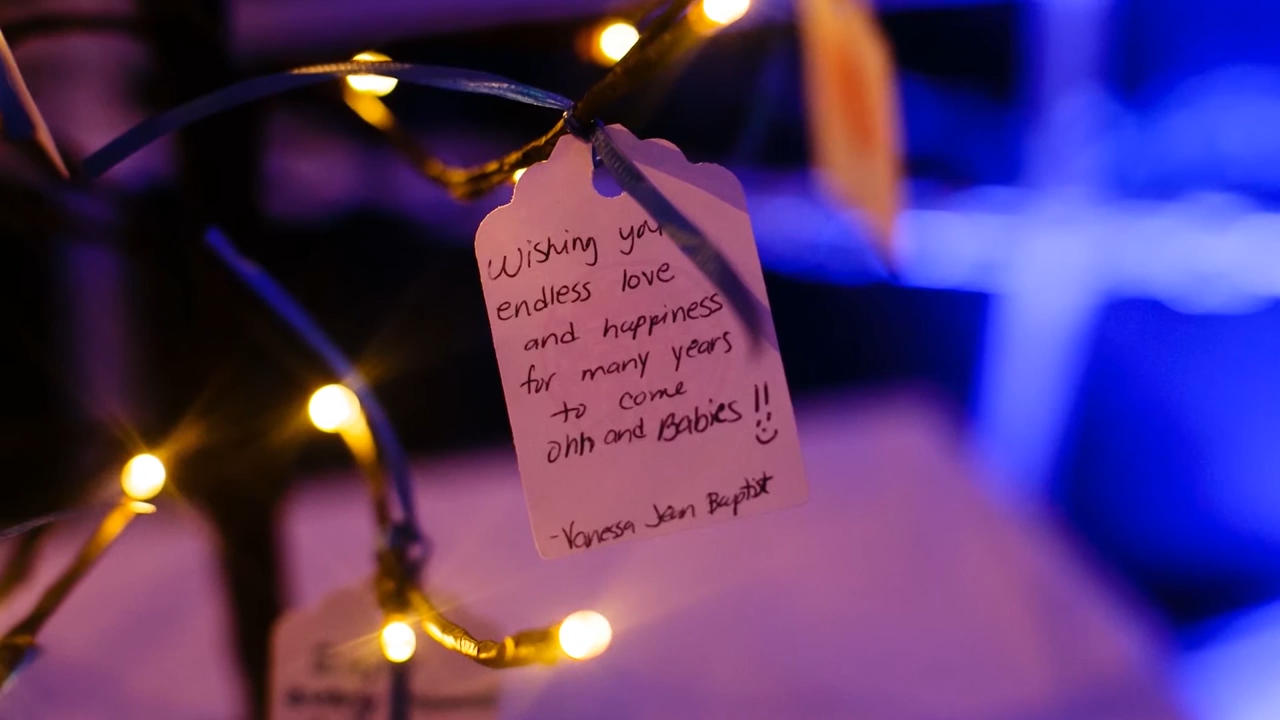 Wishing you
endless love
and happiness
for many years
to come
ohh and Babies !!
-Vanessa Jean Baptist